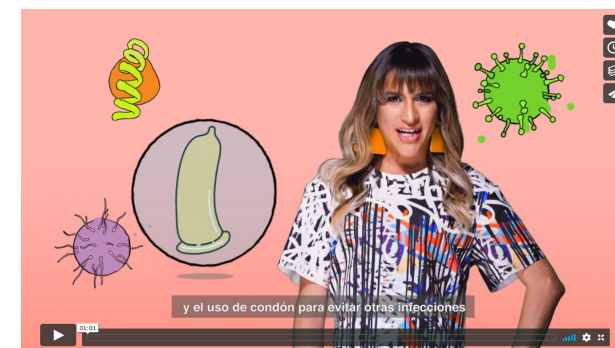 y el uso de condón para evitar otras infecciones
01:01